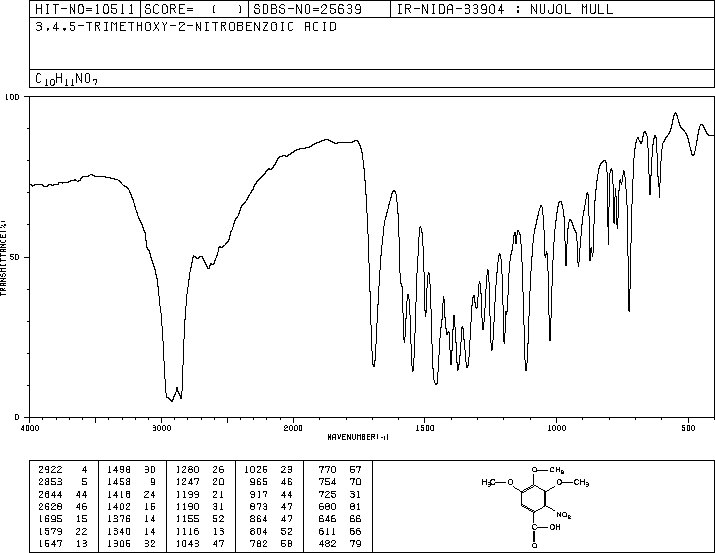 HIT-NO=10511 SCORE= ( ) SDBS-NO=25639 IR-NIDA-33904 : NUJOL MULL
3,4,5-TRIMETHOXY-2-NITROBENZOIC ACID
C10H11NO7
100
50
0
TRANSMITTANCE(%)
4000 3000 2000 1500 1000 500
WAVENUMBER(-1)
2922 4 1498 30 1280 26 1026 23 770 57
2853 5 1458 9 1247 20 965 46 754 70
2644 44 1418 24 1199 21 917 44 725 31
2628 46 1402 16 1190 31 873 47 680 81
1695 15 1376 14 1155 52 864 47 646 66
1579 22 1340 14 1116 13 804 52 611 66
1547 13 1306 32 1043 47 782 58 482 79
O—CH3
H3C—O O—CH3
NO2
C—OH
O